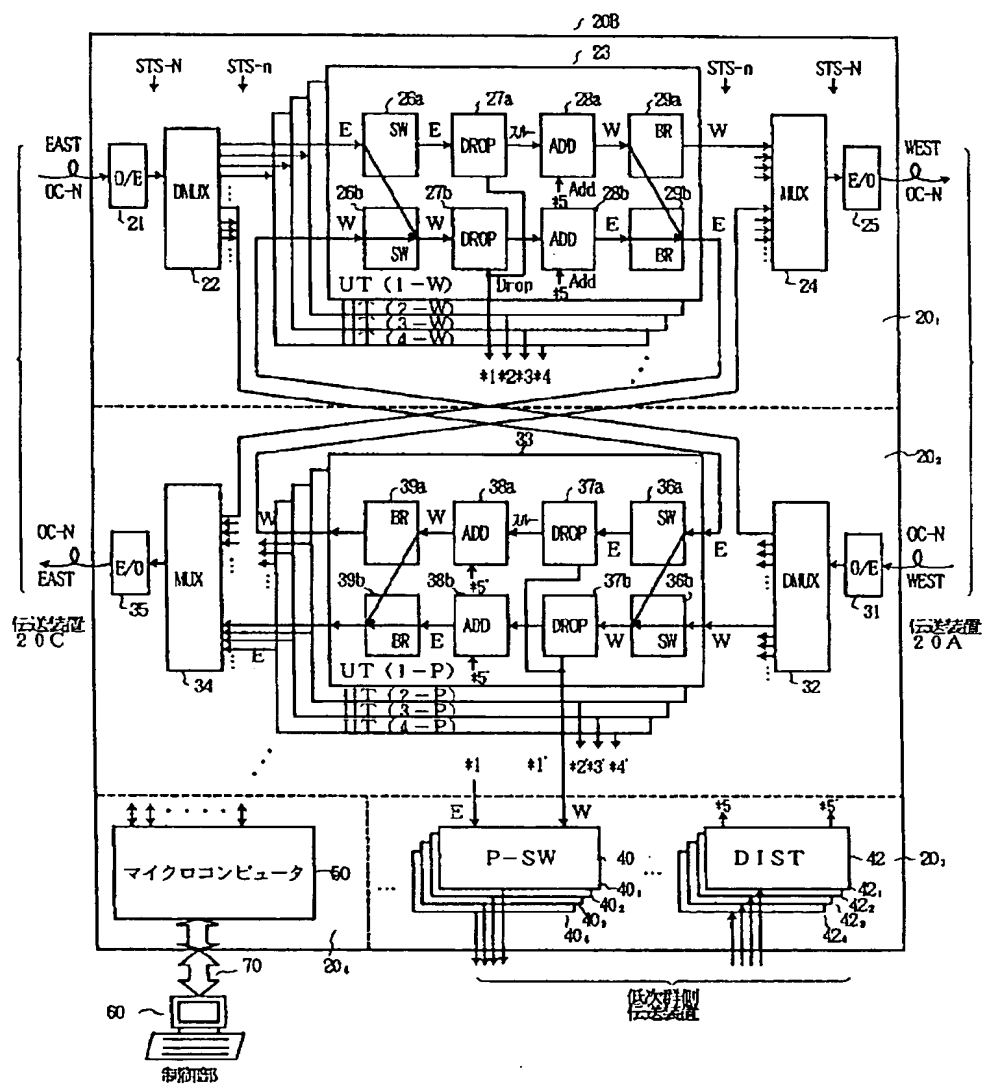 20B
STS-N
STS-n
23
STS-n
STS-N
26a
27a
28a
29a
EAST
OC-N
O/E
21
DMUX
22
E
SW
E
DROP
スルー
ADD
W
BR
W
26b
27b
*5
Add
28b
29b
W
SW
W
DROP
ADD
E
BR
E
UT (1-W)
Drop
*5
Add
UT (2-W)
UT (3-W)
UT (4-W)
*1
*2
*3
*4
MUX
24
E/O
25
WEST
OC-N
20₁
33
20₂
39a
38a
37a
36a
OC-N
EAST
E/O
35
MUX
34
W
BR
W
ADD
スルー
DROP
E
SW
E
39b
38b
*5'
37b
36b
BR
E
ADD
DROP
W
SW
W
E
UT (1-P)
*5'
UT (2-P)
UT (3-P)
UT (4-P)
DMUX
32
O/E
31
OC-N
WEST
伝送装置
20C
伝送装置
20A
*1
*1'
*2'
*3'
*4'
E
W
*5
*5'
マイクロコンピュータ
50
P-SW
40
40₁
40₂
40₃
40₄
DIST
42
42₁
42₂
42₃
42₄
20₃
20₄
70
60
制御部
低次群側
伝送装置